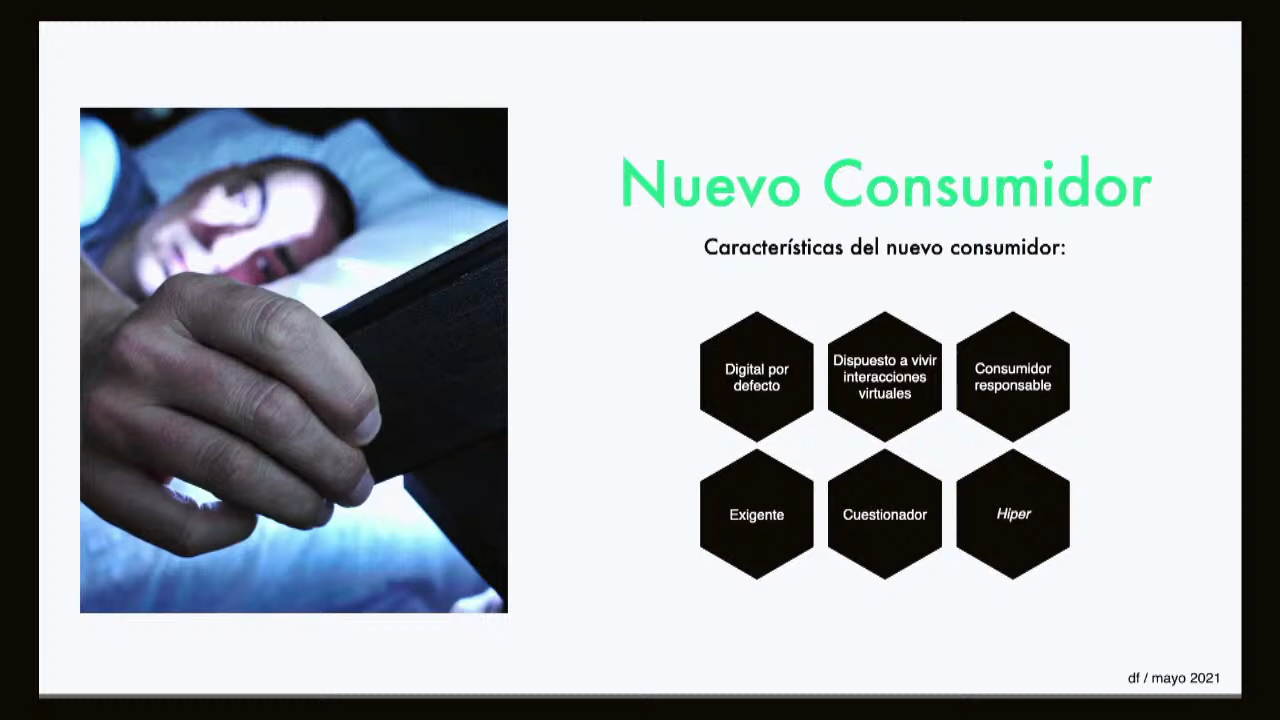 Nuevo Consumidor
Características del nuevo consumidor:
Digital por
defecto
Dispuesto a vivir
interacciones
virtuales
Consumidor
responsable
Exigente
Cuestionador
Hiper
df / mayo 2021